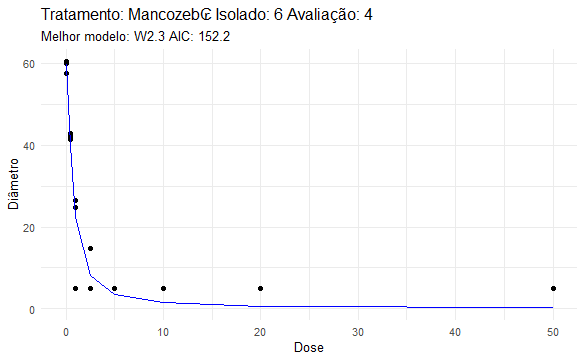 Tratamento: Mancozeb₢ Isolado: 6 Avaliação: 4
Melhor modelo: W2.3 AIC: 152.2
60
40
20
0
Diâmetro
0 10 20 30 40 50
Dose